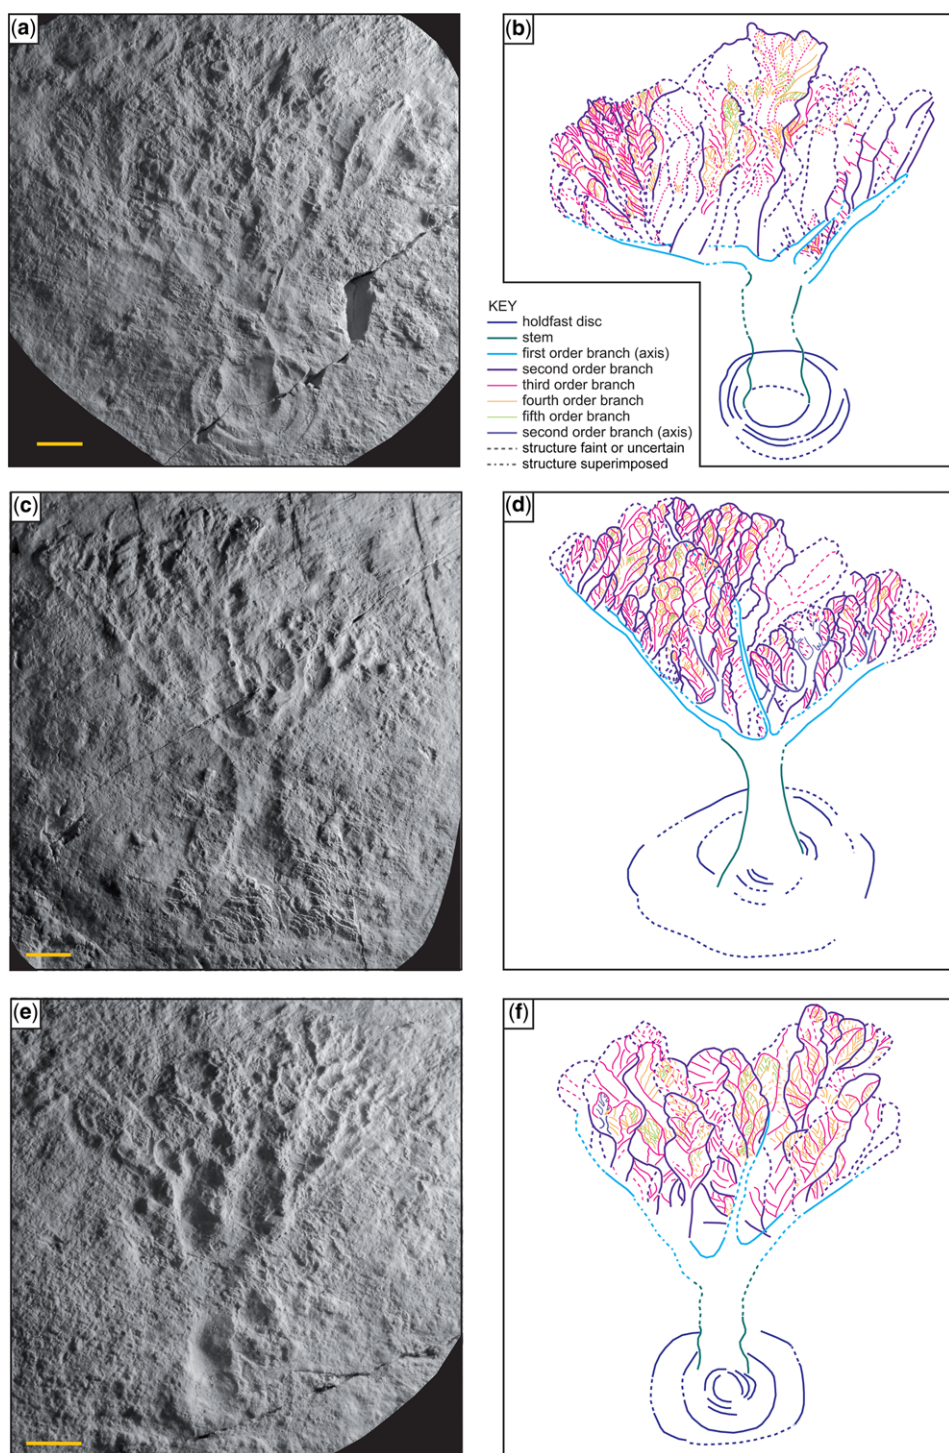 (a)
(b)
KEY
holdfast disc
stem
first order branch (axis)
second order branch
third order branch
fourth order branch
fifth order branch
second order branch (axis)
structure faint or uncertain
structure superimposed
(c)
(d)
(e)
(f)